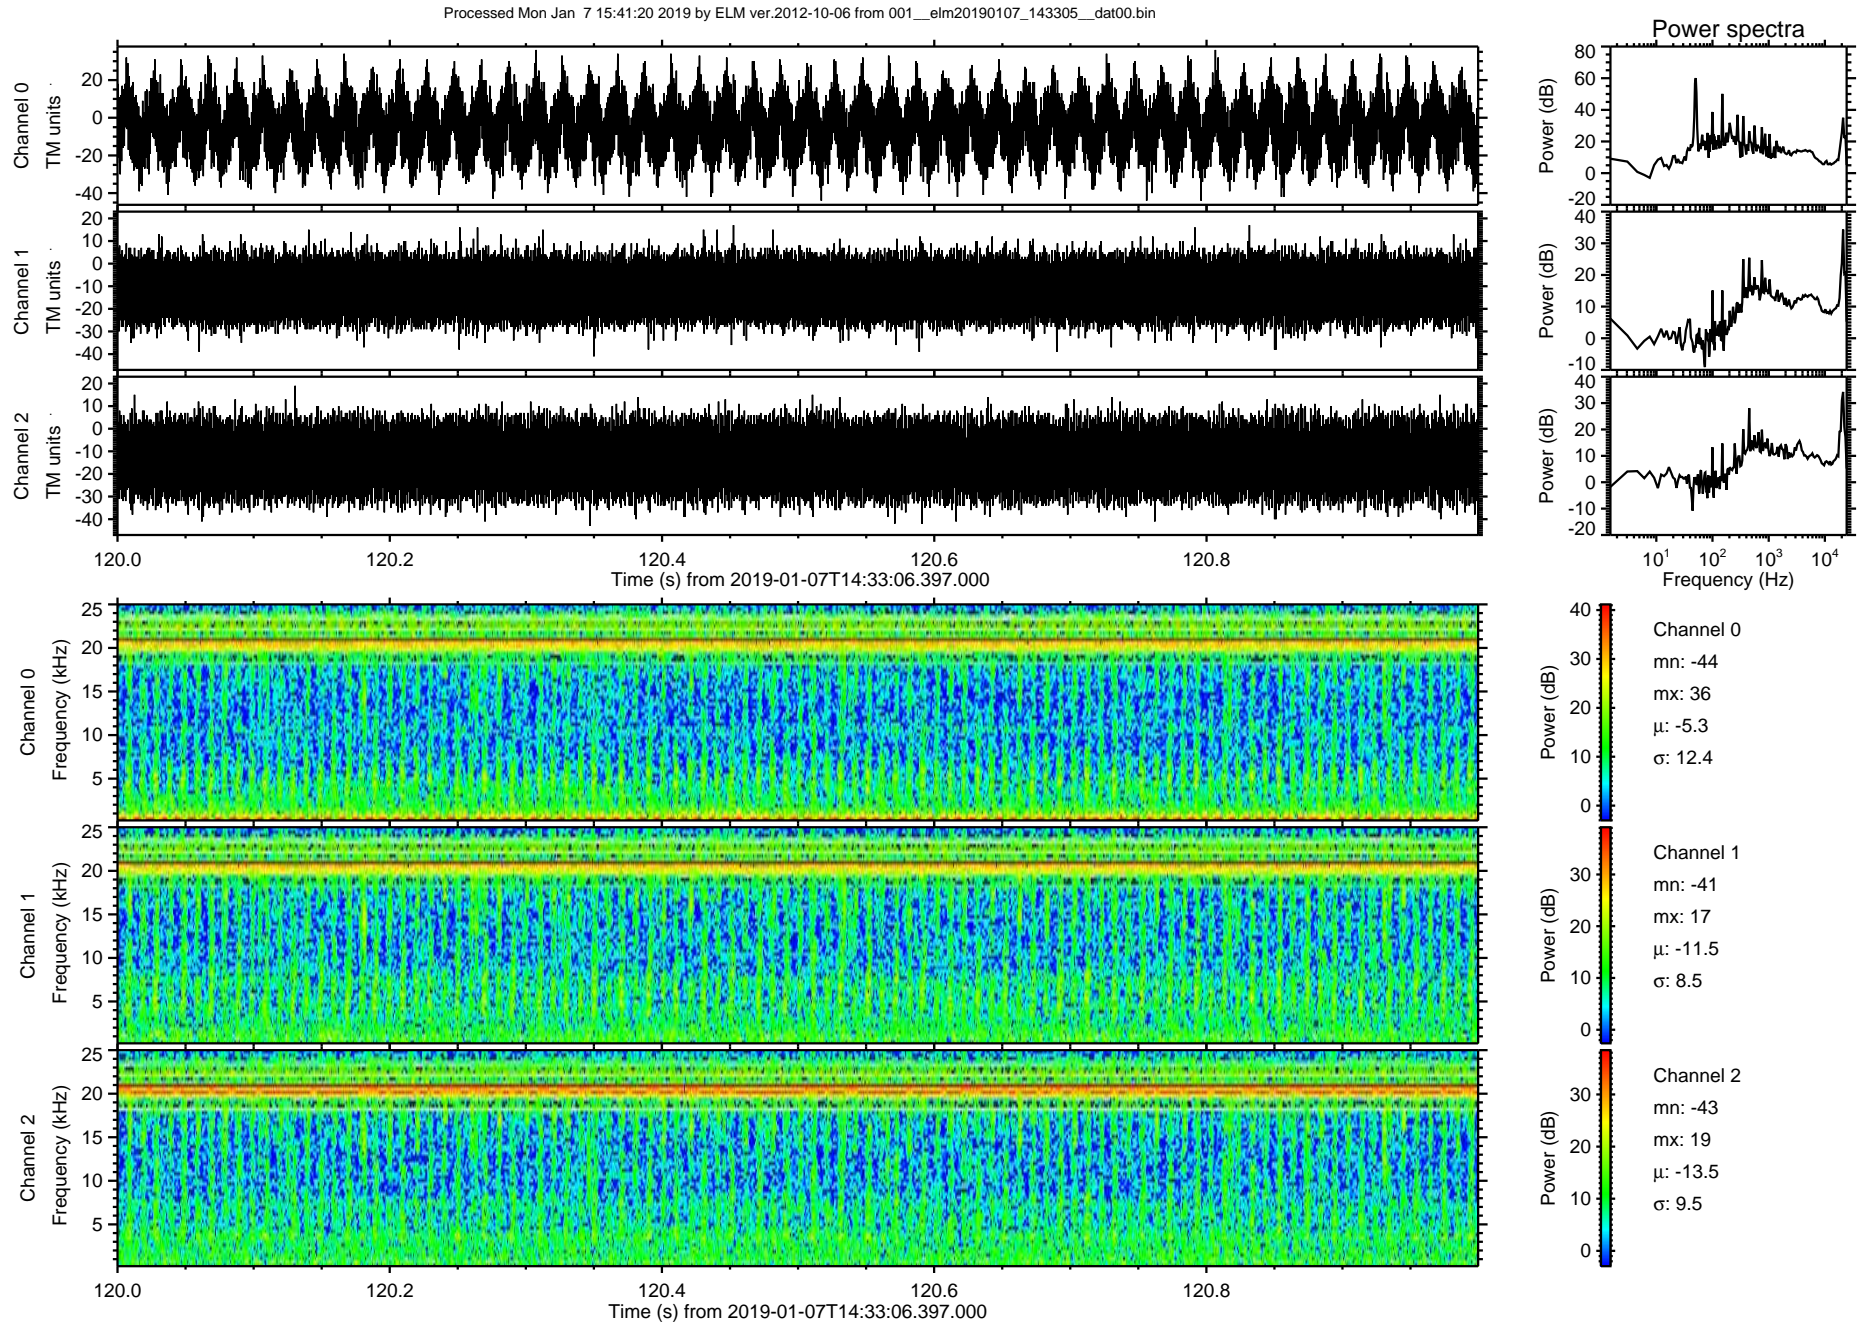 Processed Mon Jan  7 15:41:20 2019 by ELM ver.2012-10-06 from 001__elm20190107_143305__dat00.bin
Power spectra
Channel 0
TM units
20
0
-20
-40
Power (dB)
80
60
40
20
0
-20
Channel 1
TM units
20
10
0
-10
-20
-30
-40
Power (dB)
40
30
20
10
0
-10
Channel 2
TM units
20
10
0
-10
-20
-30
-40
Power (dB)
40
30
20
10
0
-10
-20
120.0 120.2 120.4 120.6 120.8
Time (s) from 2019-01-07T14:33:06.397.000
10^1 10^2 10^3 10^4
Frequency (Hz)
Channel 0
Frequency (kHz)
25
20
15
10
5
Power (dB)
40
30
20
10
0
Channel 0
mn: -44
mx: 36
μ: -5.3
σ: 12.4
Channel 1
Frequency (kHz)
25
20
15
10
5
Power (dB)
30
20
10
0
Channel 1
mn: -41
mx: 17
μ: -11.5
σ: 8.5
Channel 2
Frequency (kHz)
25
20
15
10
5
Power (dB)
30
20
10
0
Channel 2
mn: -43
mx: 19
μ: -13.5
σ: 9.5
120.0 120.2 120.4 120.6 120.8
Time (s) from 2019-01-07T14:33:06.397.000